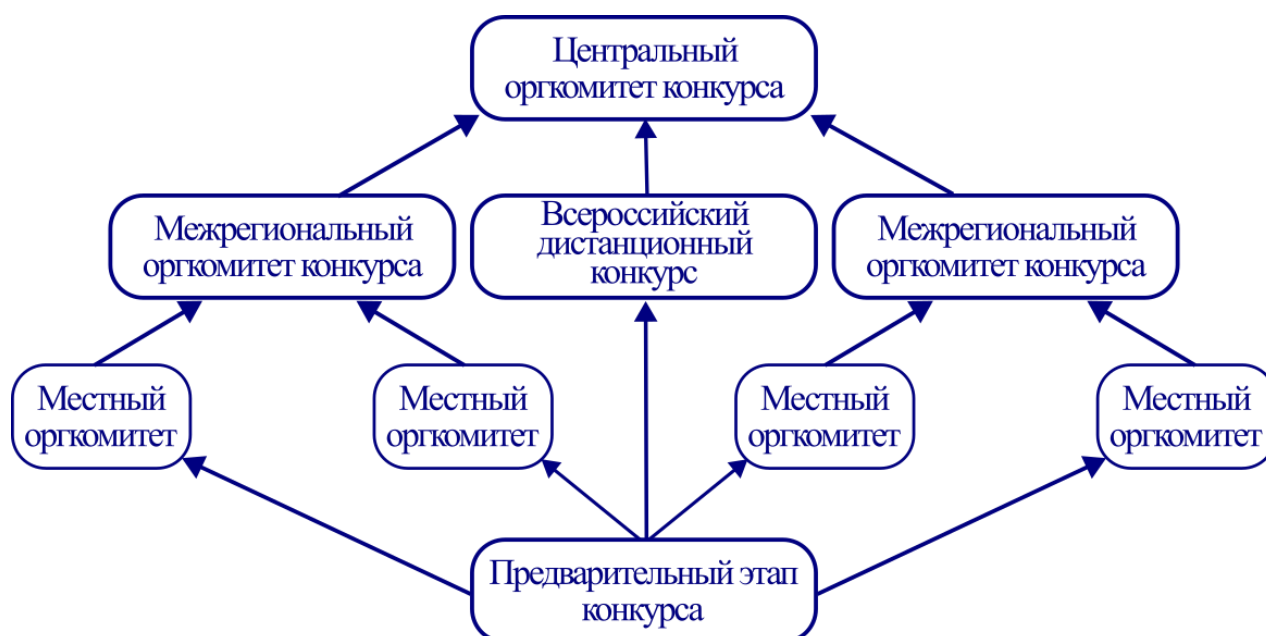 Центральный
оргкомитет конкурса
Межрегиональный
оргкомитет конкурса
Всероссийский
дистанционный
конкурс
Межрегиональный
оргкомитет конкурса
Местный
оргкомитет
Местный
оргкомитет
Местный
оргкомитет
Местный
оргкомитет
Предварительный этап
конкурса